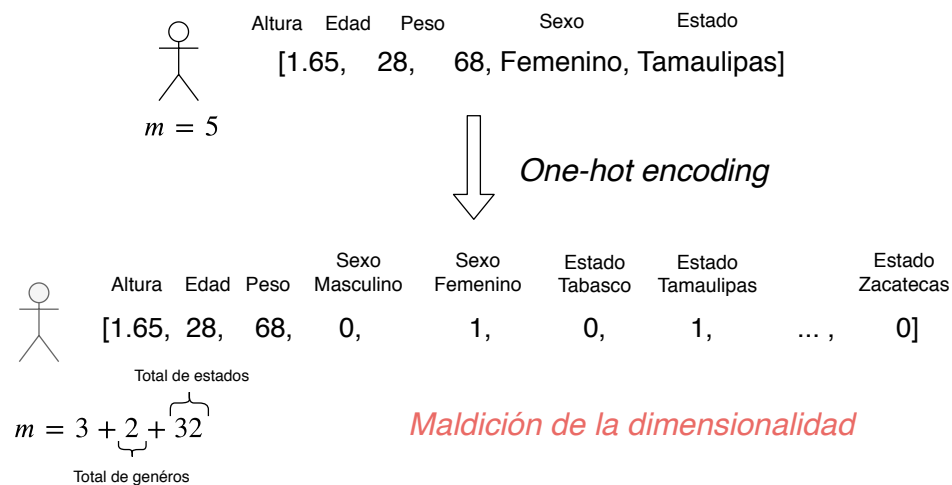 Altura Edad Peso Sexo Estado
[1.65, 28, 68, Femenino, Tamaulipas]
m = 5
One-hot encoding
Altura Edad Peso Sexo Masculino Sexo Femenino Estado Tabasco Estado Tamaulipas Estado Zacatecas
[1.65, 28, 68, 0, 1, 0, 1, ... , 0]
Total de estados
m = 3 + 2 + 32
Total de genéros
Maldición de la dimensionalidad